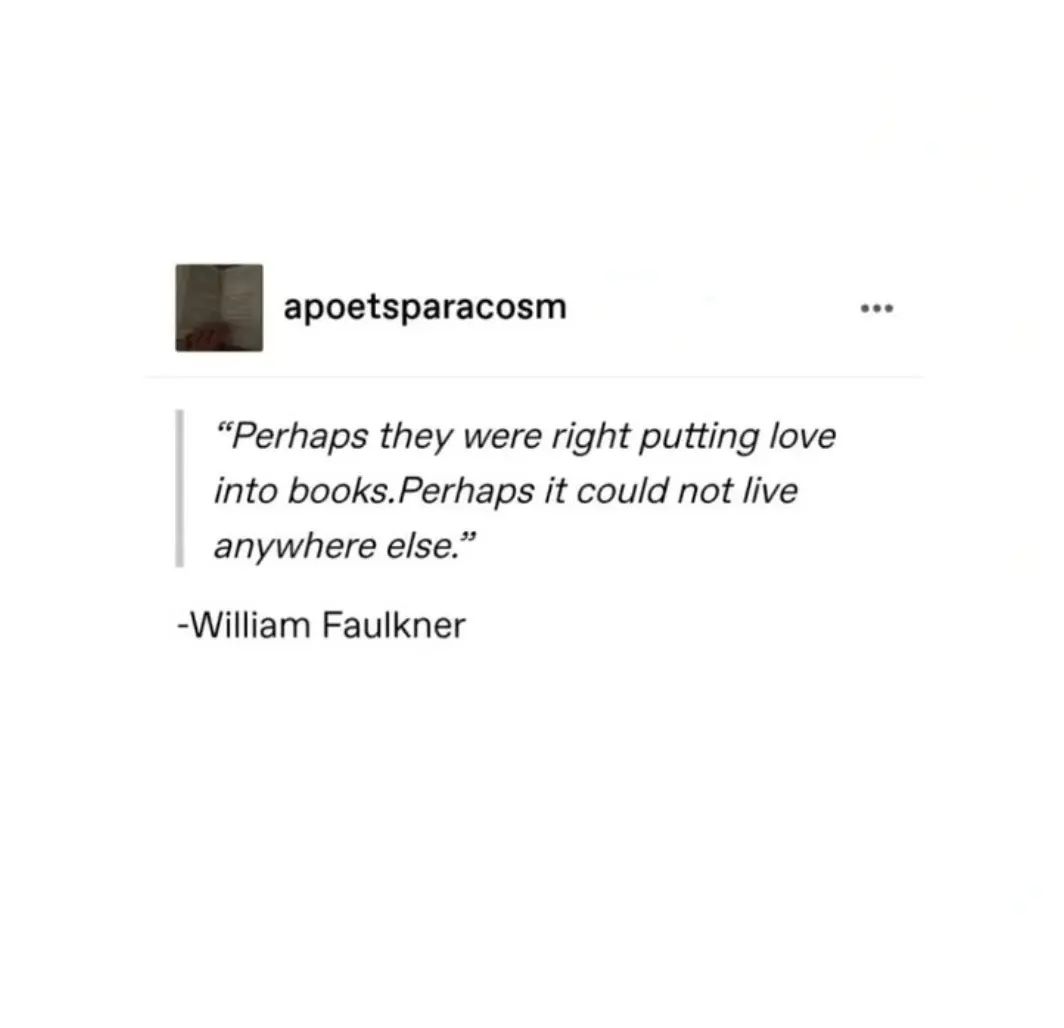 apoetsparacosm
“Perhaps they were right putting love
into books.Perhaps it could not live
anywhere else.”
-William Faulkner